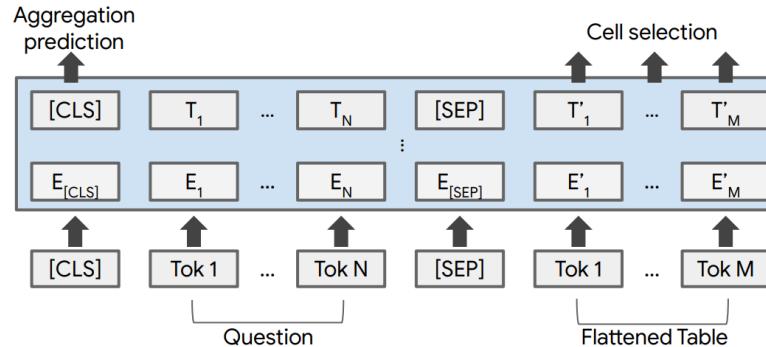 Aggregation
prediction
Cell selection
[CLS] T1 ... TN [SEP] T'1 ... T'M
⋮
E[CLS] E1 ... EN E[SEP] E'1 ... E'M
[CLS] Tok 1 ... Tok N [SEP] Tok 1 ... Tok M
Question Flattened Table